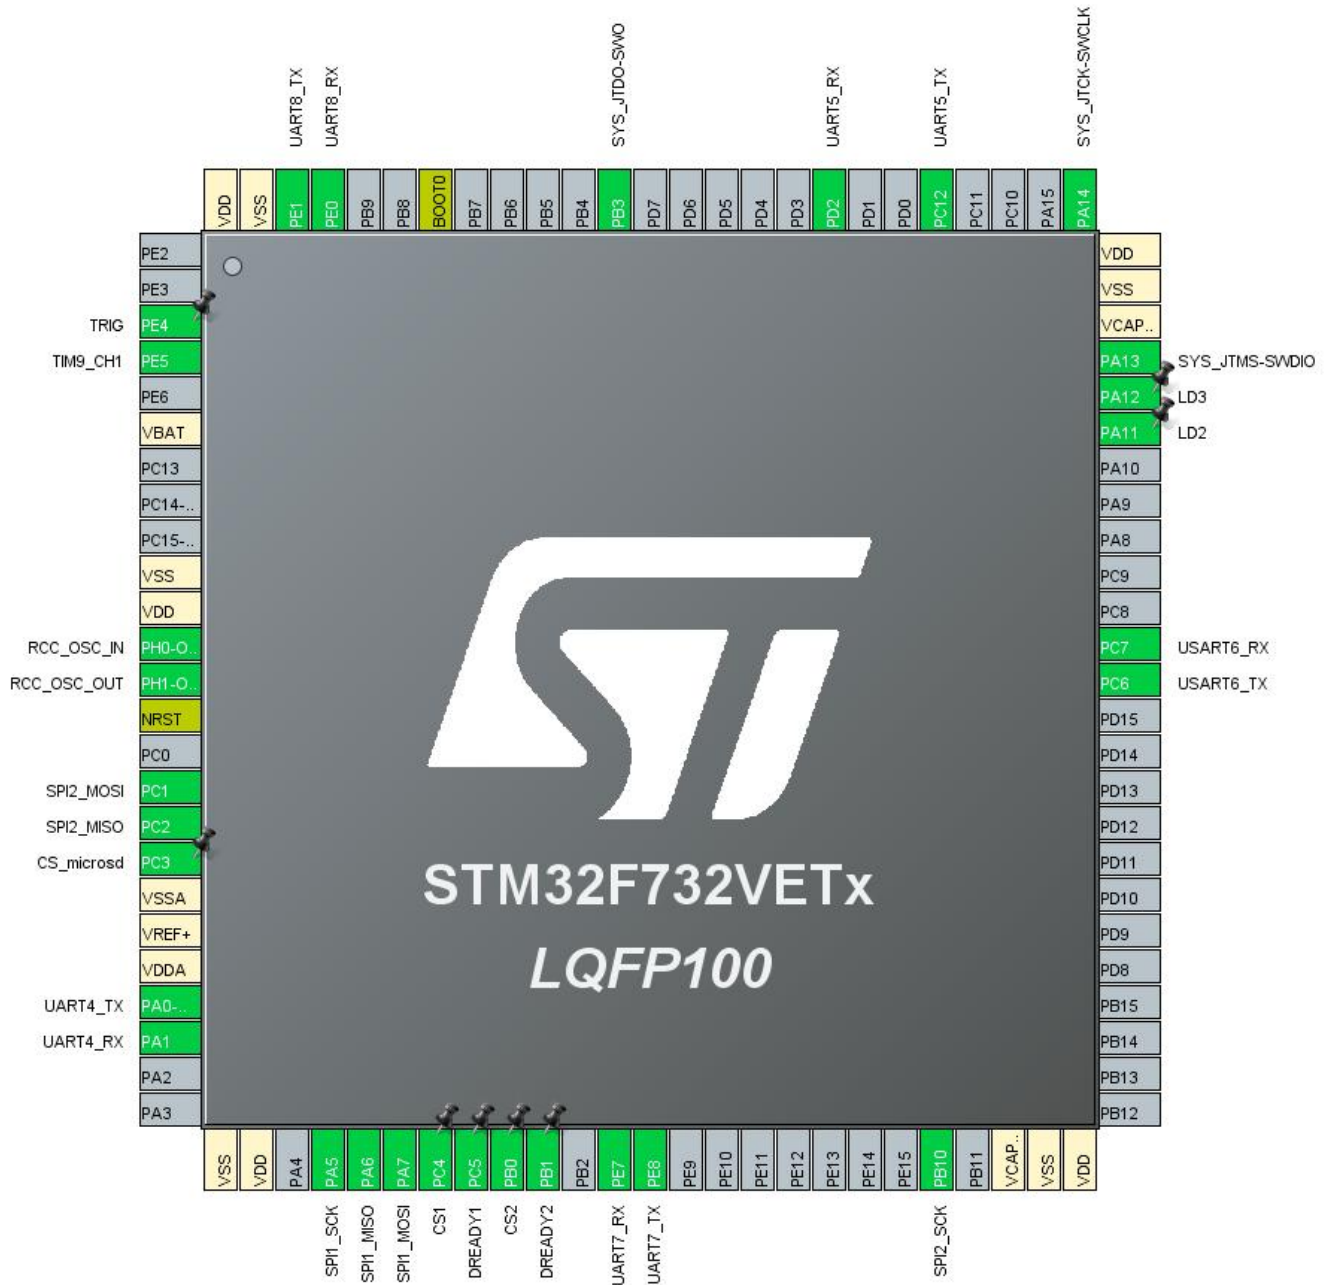 UART8_TX
UART8_RX
SYS_JTDO-SWO
UART5_RX
UART5_TX
SYS_JTCK-SWCLK
VDD
VSS
PE1
PE0
PB9
PB8
BOOT0
PB7
PB6
PB5
PB4
PB3
PD7
PD6
PD5
PD4
PD3
PD2
PD1
PD0
PC12
PC11
PC10
PA15
PA14
PE2
PE3
TRIG PE4
TIM9_CH1 PE5
PE6
VBAT
PC13
PC14-..
PC15-..
VSS
VDD
RCC_OSC_IN PH0-O..
RCC_OSC_OUT PH1-O..
NRST
PC0
SPI2_MOSI PC1
SPI2_MISO PC2
CS_microsd PC3
VSSA
VREF+
VDDA
UART4_TX PA0-..
UART4_RX PA1
PA2
PA3
ST
STM32F732VETx
LQFP100
VDD
VSS
VCAP..
PA13 SYS_JTMS-SWDIO
PA12 LD3
PA11 LD2
PA10
PA9
PA8
PC9
PC8
PC7 USART6_RX
PC6 USART6_TX
PD15
PD14
PD13
PD12
PD11
PD10
PD9
PD8
PB15
PB14
PB13
PB12
VSS
VDD
PA4
PA5
PA6
PA7
PC4
PC5
PB0
PB1
PB2
PE7
PE8
PE9
PE10
PE11
PE12
PE13
PE14
PE15
PB10
PB11
VCAP..
VSS
VDD
SPI1_SCK
SPI1_MISO
SPI1_MOSI
CS1
DREADY1
CS2
DREADY2
UART7_RX
UART7_TX
SPI2_SCK